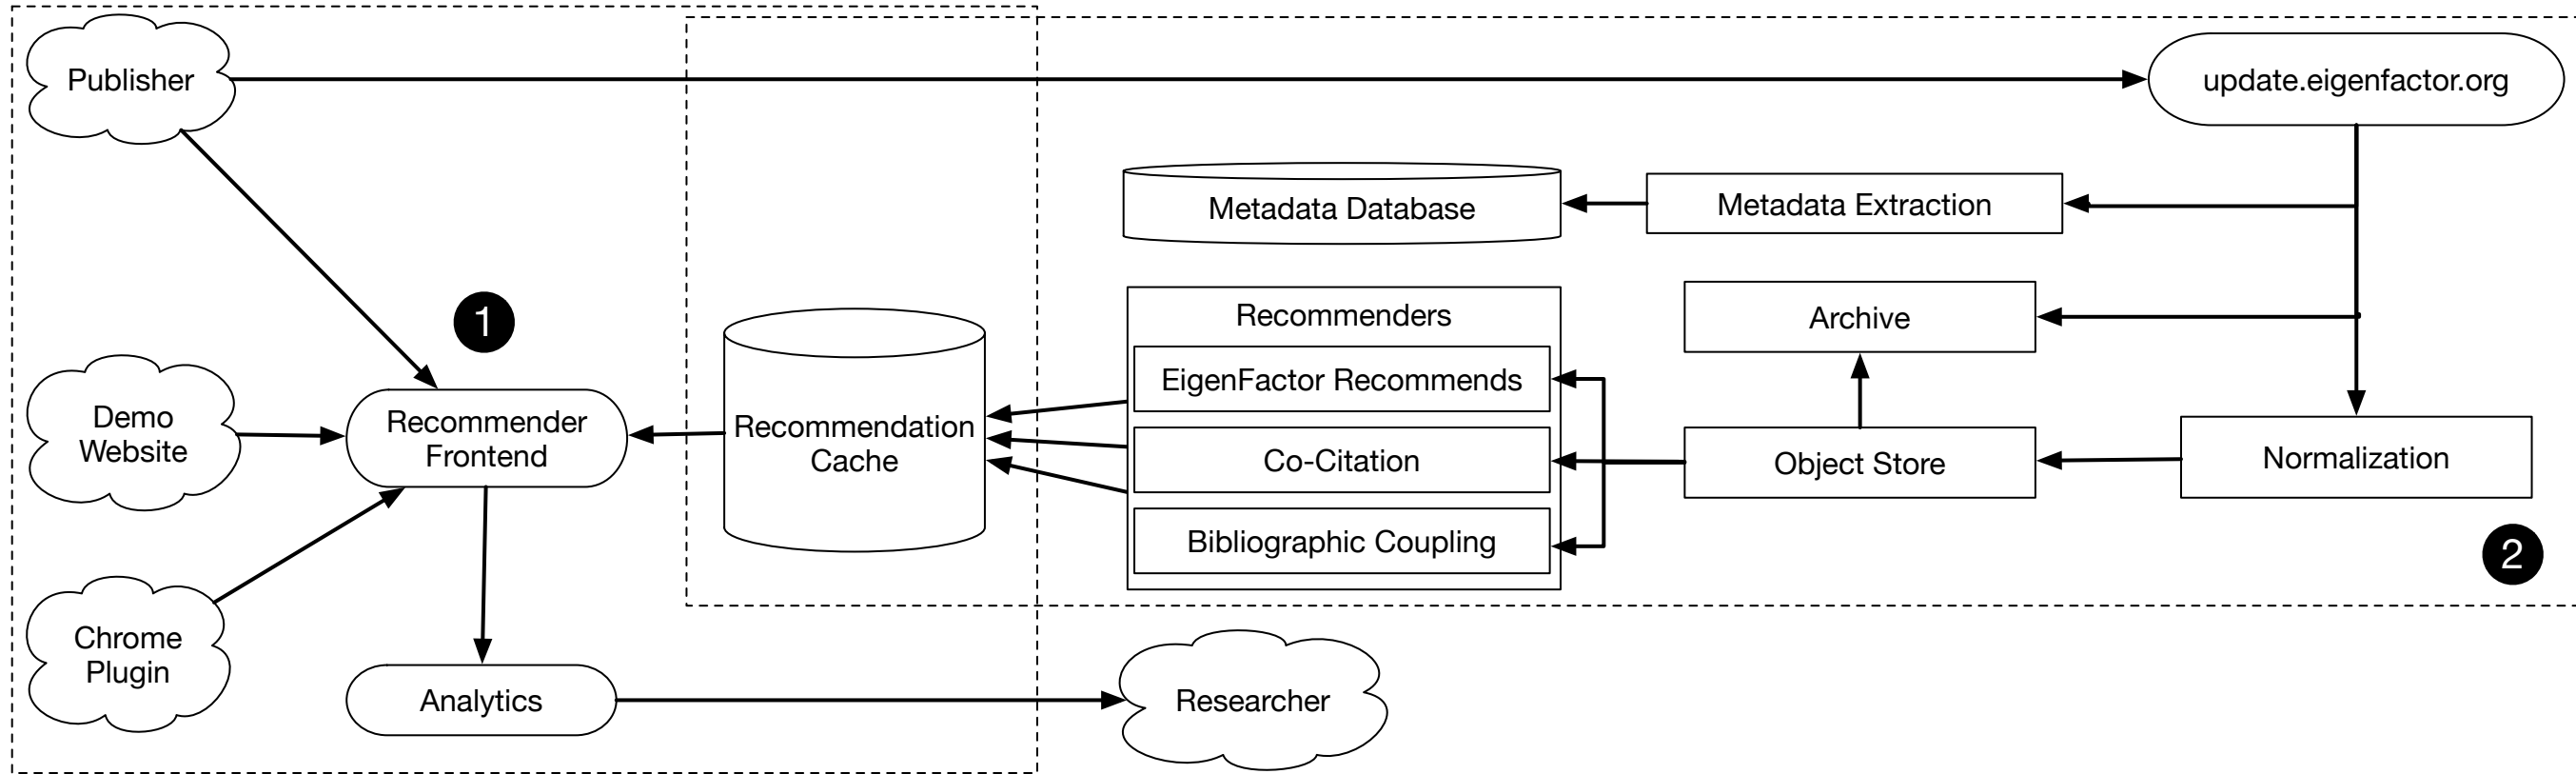 Publisher
update.eigenfactor.org
Metadata Database
Metadata Extraction
1
Recommenders
Archive
EigenFactor Recommends
Demo
Website
Recommender
Frontend
Recommendation
Cache
Co-Citation
Object Store
Normalization
Bibliographic Coupling
2
Chrome
Plugin
Analytics
Researcher